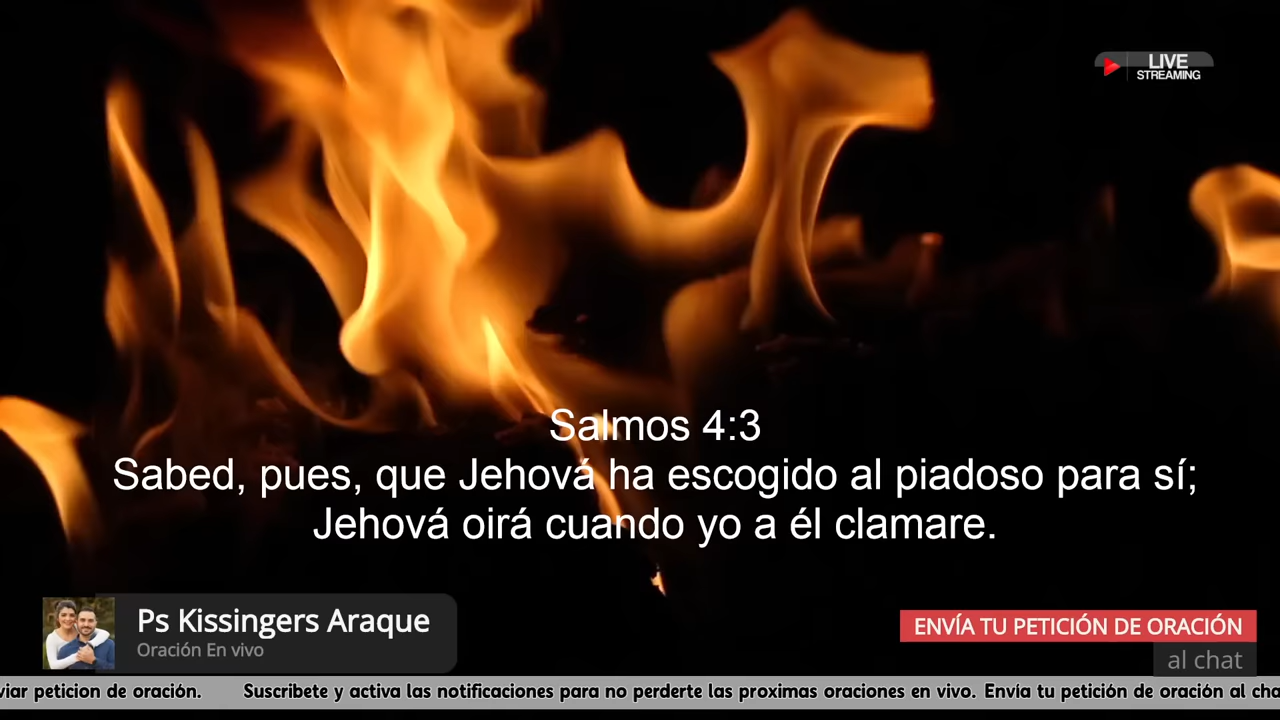 LIVE
STREAMING
Salmos 4:3
Sabed, pues, que Jehová ha escogido al piadoso para sí;
Jehová oirá cuando yo a él clamare.
Ps Kissingers Araque
Oración En vivo
ENVÍA TU PETICIÓN DE ORACIÓN
al chat
peticion de oración. Suscribete y activa las notificaciones para no perderte las proximas oraciones en vivo. Envía tu petición de oración al